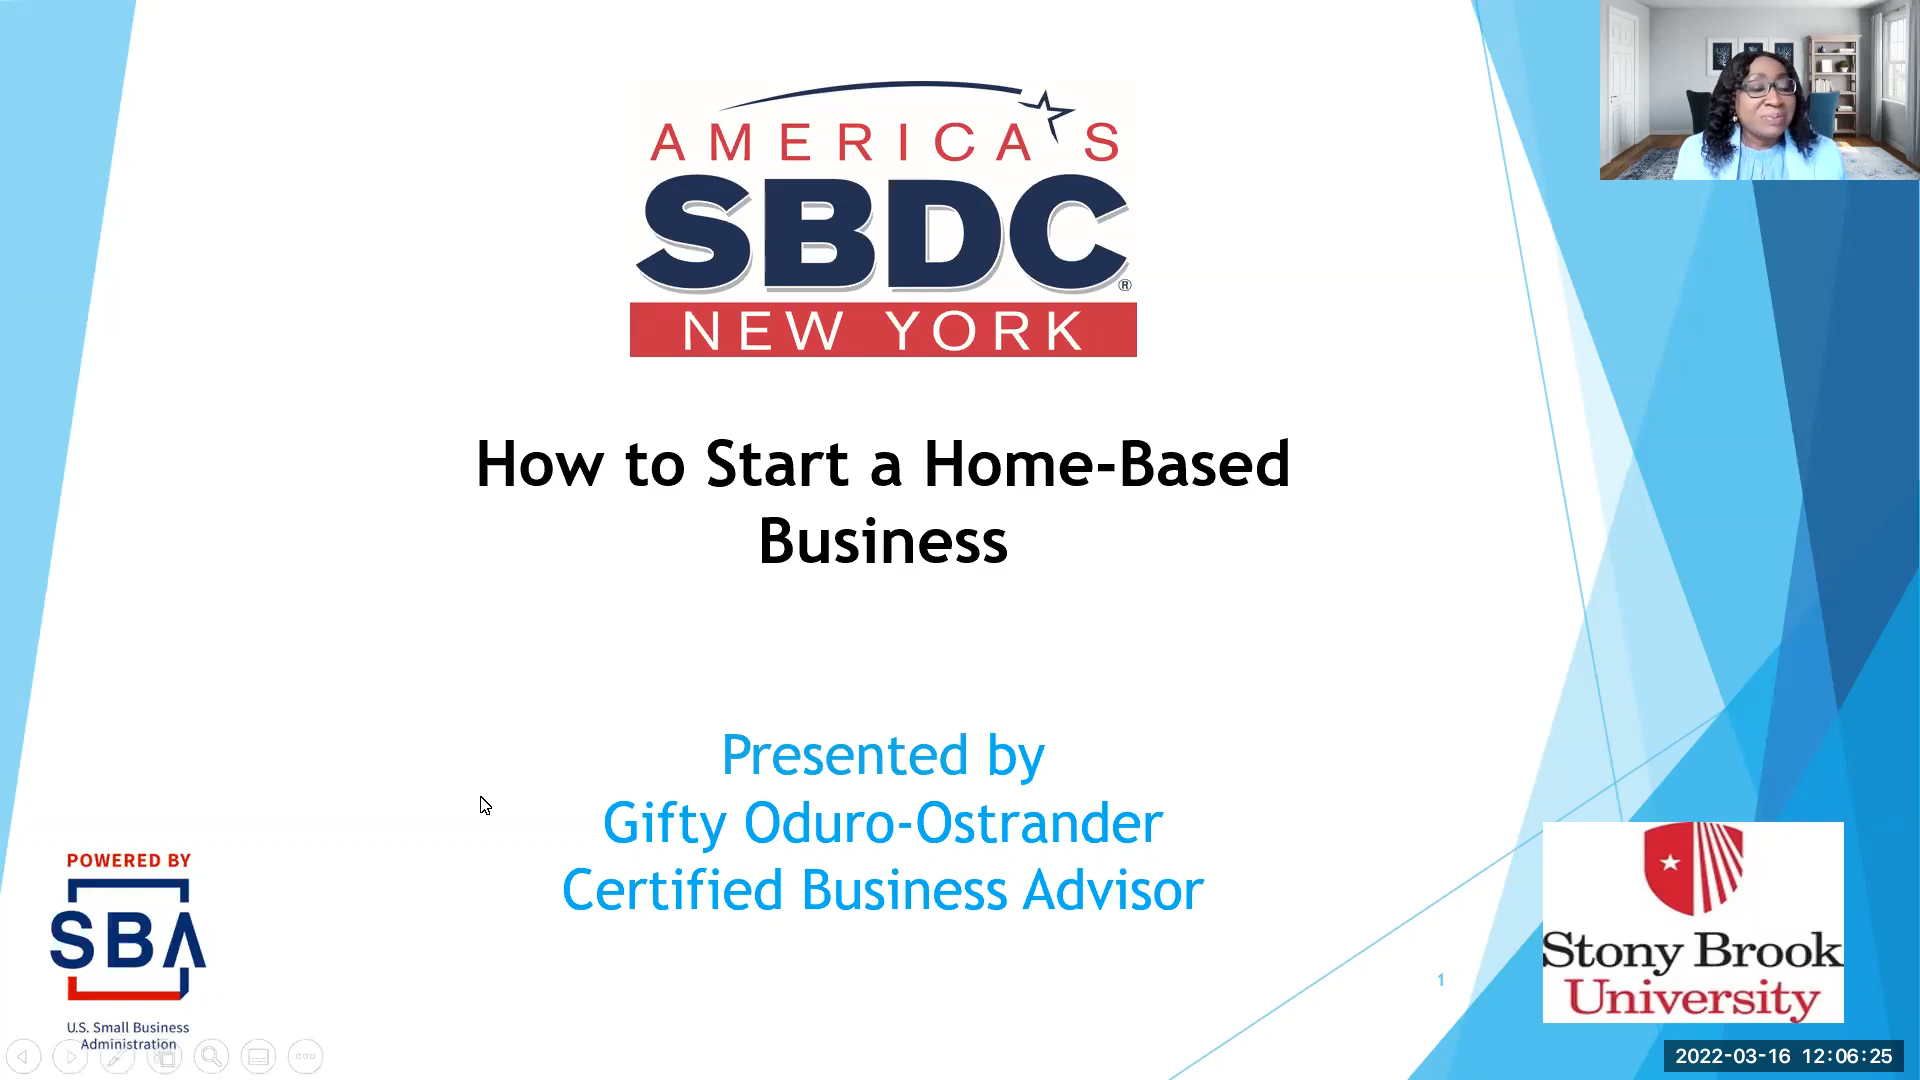 AMERICA'S
SBDC
®
NEW YORK
How to Start a Home-Based
Business
Presented by
Gifty Oduro-Ostrander
Certified Business Advisor
POWERED BY
SBA
U.S. Small Business
Administration
1
Stony Brook
University
2022-03-16 12:06:25